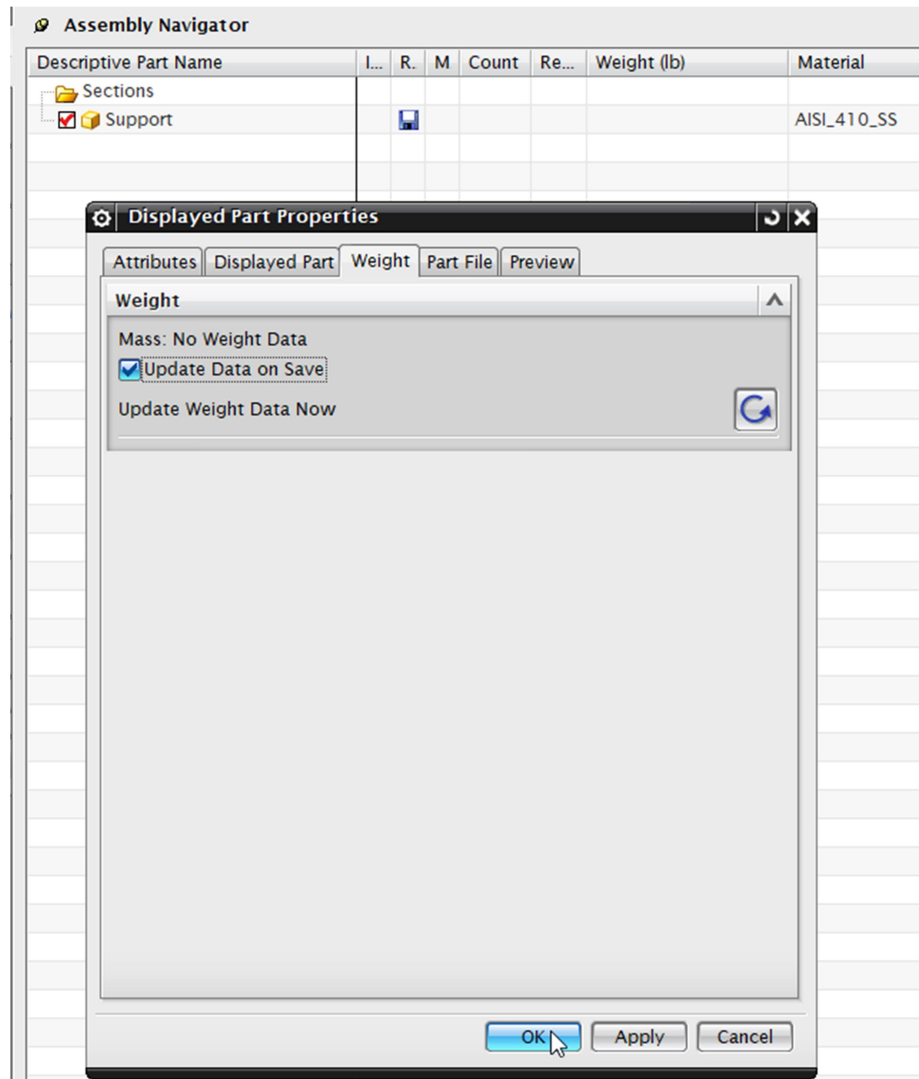 Assembly Navigator
Descriptive Part Name I... R. M Count Re... Weight (lb) Material
Sections
Support AISI_410_SS
Displayed Part Properties
Attributes Displayed Part Weight Part File Preview
Weight
Mass: No Weight Data
Update Data on Save
Update Weight Data Now
OK Apply Cancel